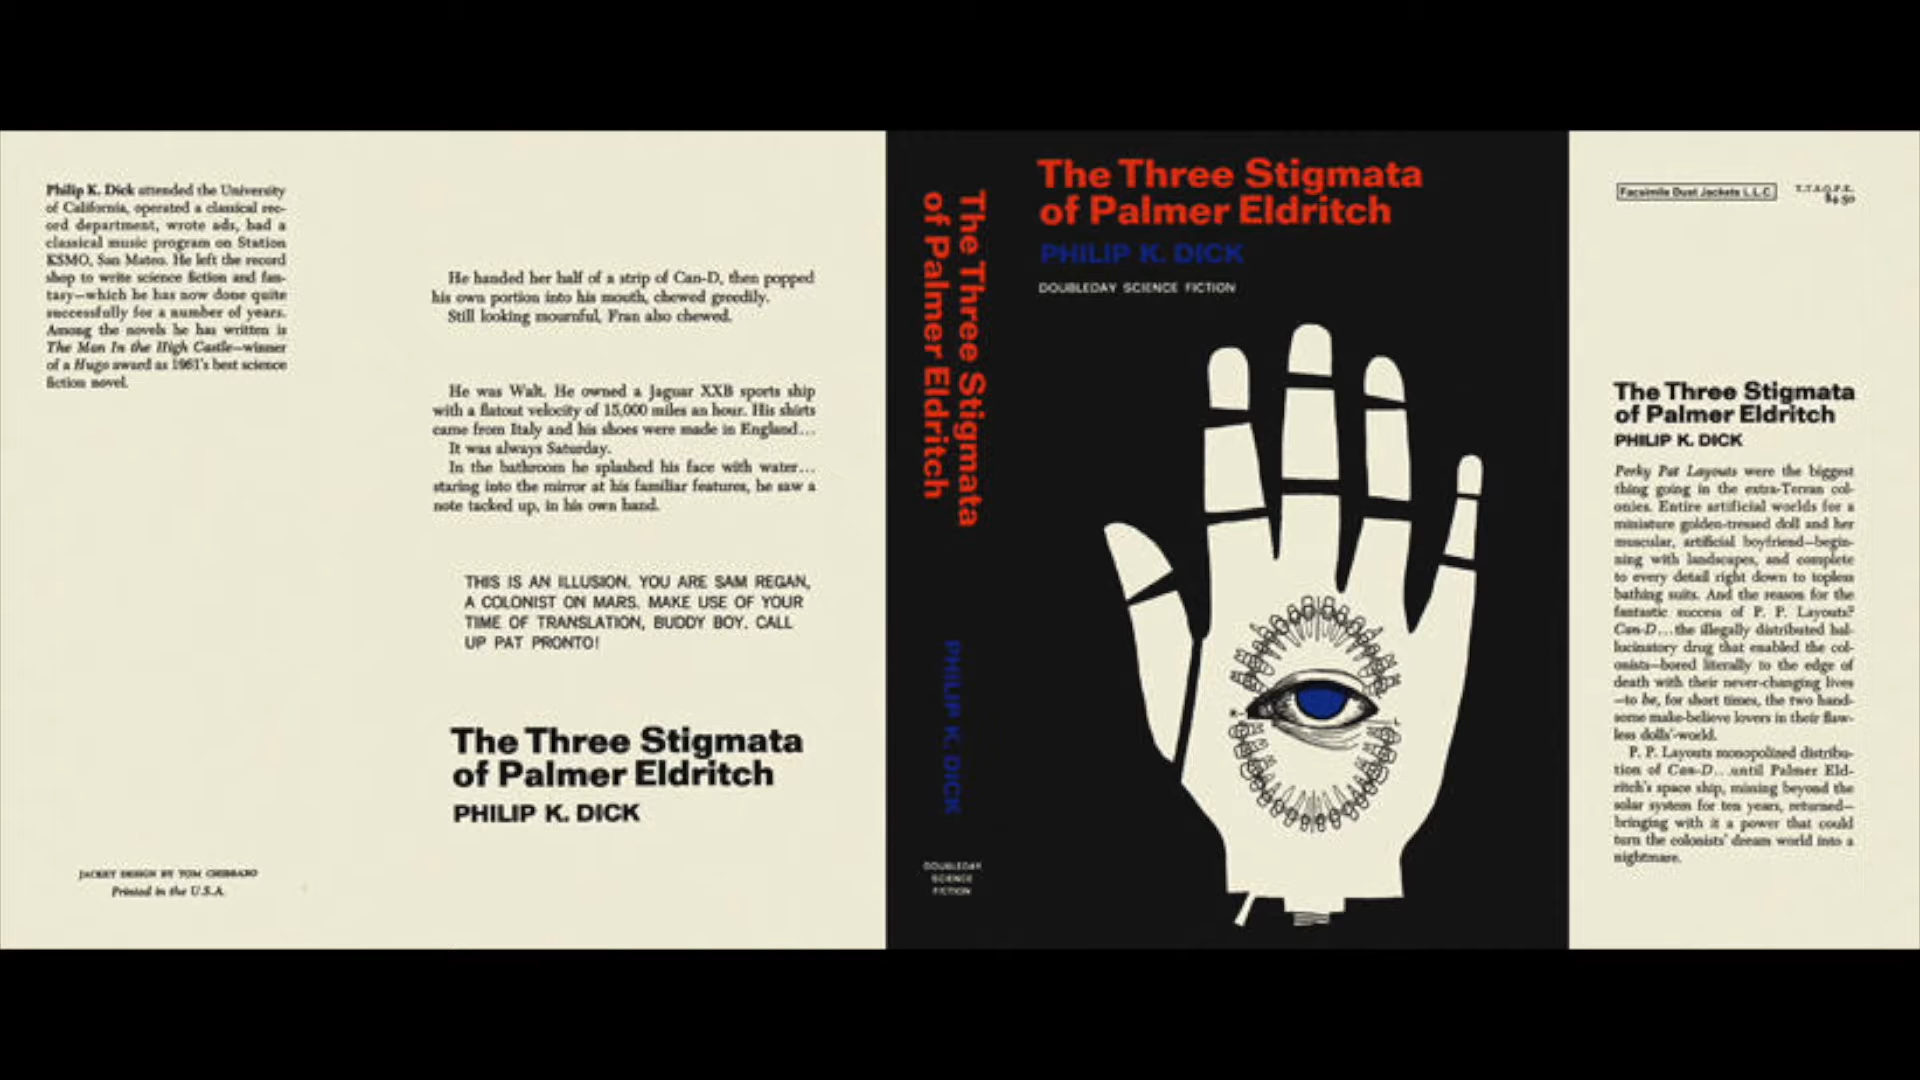 Philip K. Dick attended the University
of California, operated a classical rec-
ord department, wrote ads, had a
classical music program on Station
KSMO, San Mateo. He left the record
shop to write science fiction and fan-
tasy—which he has now done quite
successfully for a number of years.
Among the novels he has written is
The Man In the High Castle—winner
of a Hugo award as 1961's best science
fiction novel.
JACKET DESIGN BY TOM CHIBBARO
Printed in the U.S.A.
He handed her half of a strip of Can-D, then popped
his own portion into his mouth, chewed greedily.
Still looking mournful, Fran also chewed.
He was Walt. He owned a Jaguar XXB sports ship
with a flatout velocity of 15,000 miles an hour. His shirts
came from Italy and his shoes were made in England...
It was always Saturday.
In the bathroom he splashed his face with water...
staring into the mirror at his familiar features, he saw a
note tacked up, in his own hand.
THIS IS AN ILLUSION. YOU ARE SAM REGAN,
A COLONIST ON MARS. MAKE USE OF YOUR
TIME OF TRANSLATION, BUDDY BOY. CALL
UP PAT PRONTO!
The Three Stigmata
of Palmer Eldritch
PHILIP K. DICK
The Three Stigmata
of Palmer Eldritch
PHILIP K. DICK
DOUBLEDAY
SCIENCE
FICTION
The Three Stigmata
of Palmer Eldritch
PHILIP K. DICK
DOUBLEDAY SCIENCE FICTION
Facsimile Dust Jackets L.L.C.
T.T.S.O.P.E.
$4.50
The Three Stigmata
of Palmer Eldritch
PHILIP K. DICK
Perky Pat Layouts were the biggest
thing going in the extra-Terran col-
onies. Entire artificial worlds for a
miniature golden-tressed doll and her
muscular, artificial boyfriend—begin-
ning with landscapes, and complete
to every detail right down to topless
bathing suits. And the reason for the
fantastic success of P. P. Layouts?
Can-D...the illegally distributed hal-
lucinatory drug that enabled the col-
onists—bored literally to the edge of
death with their never-changing lives
—to be, for short times, the two hand-
some make-believe lovers in their flaw-
less dolls'-world.
P. P. Layouts monopolized distribu-
tion of Can-D...until Palmer Eld-
ritch's space ship, missing beyond the
solar system for ten years, returned—
bringing with it a power that could
turn the colonists' dream world into a
nightmare.